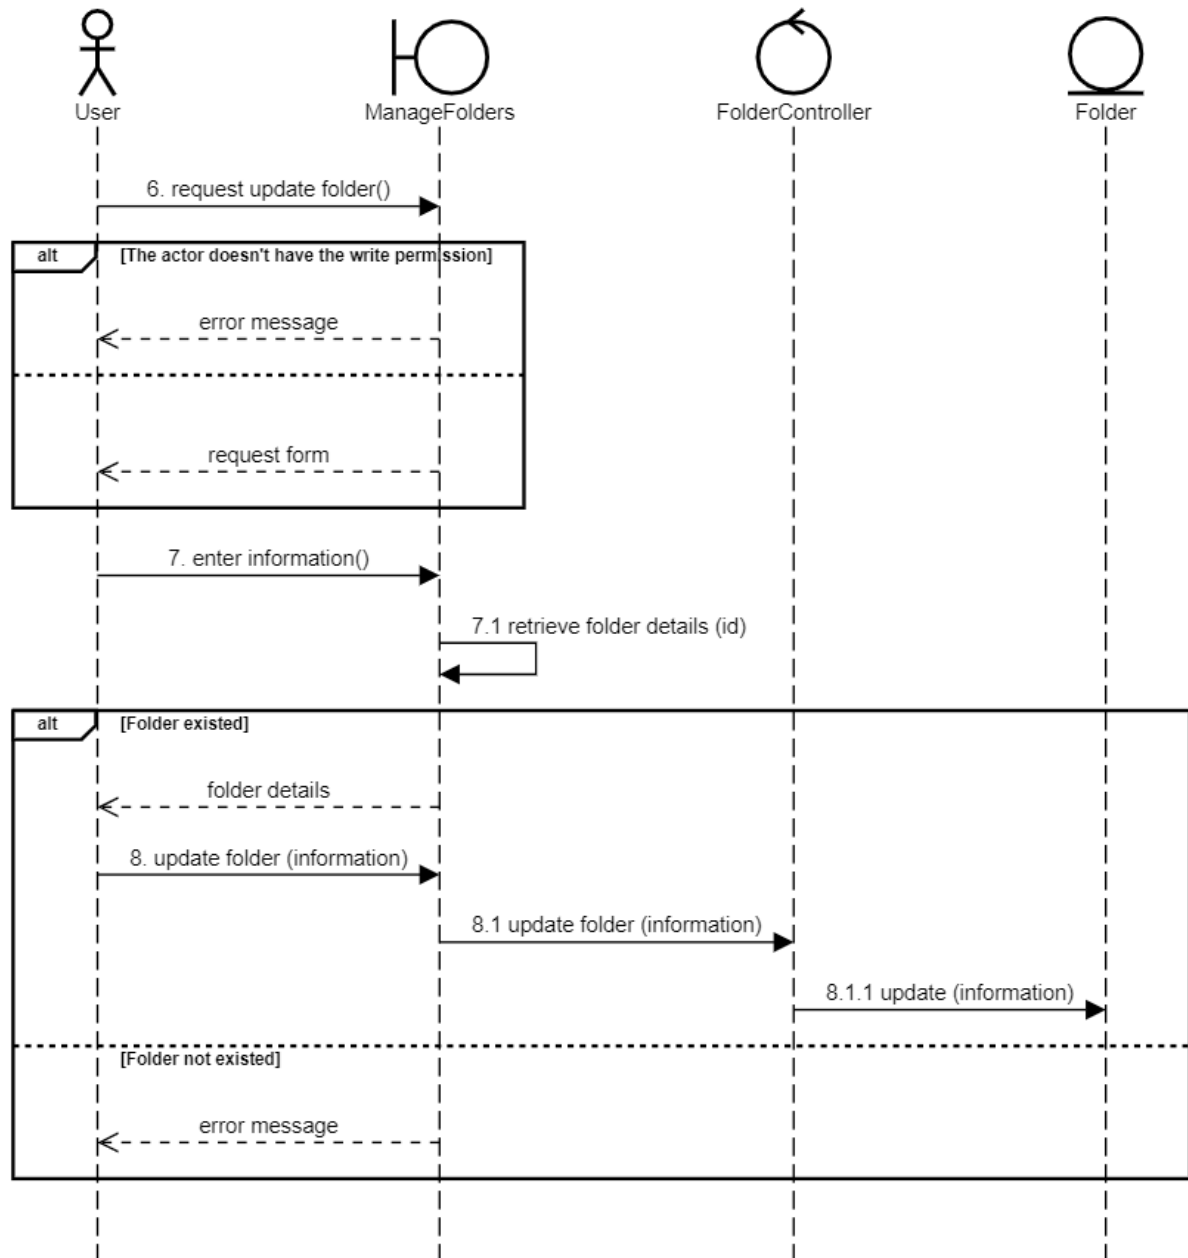 User
ManageFolders
FolderController
Folder
6. request update folder()
alt
[The actor doesn't have the write permission]
error message
request form
7. enter information()
7.1 retrieve folder details (id)
alt
[Folder existed]
folder details
8. update folder (information)
8.1 update folder (information)
8.1.1 update (information)
[Folder not existed]
error message